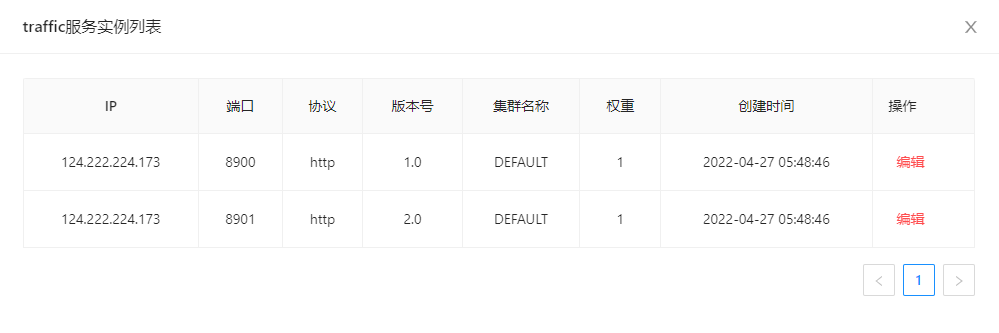 traffic服务实例列表 X
IP 端口 协议 版本号 集群名称 权重 创建时间 操作
124.222.224.173 8900 http 1.0 DEFAULT 1 2022-04-27 05:48:46 编辑
124.222.224.173 8901 http 2.0 DEFAULT 1 2022-04-27 05:48:46 编辑
< 1 >